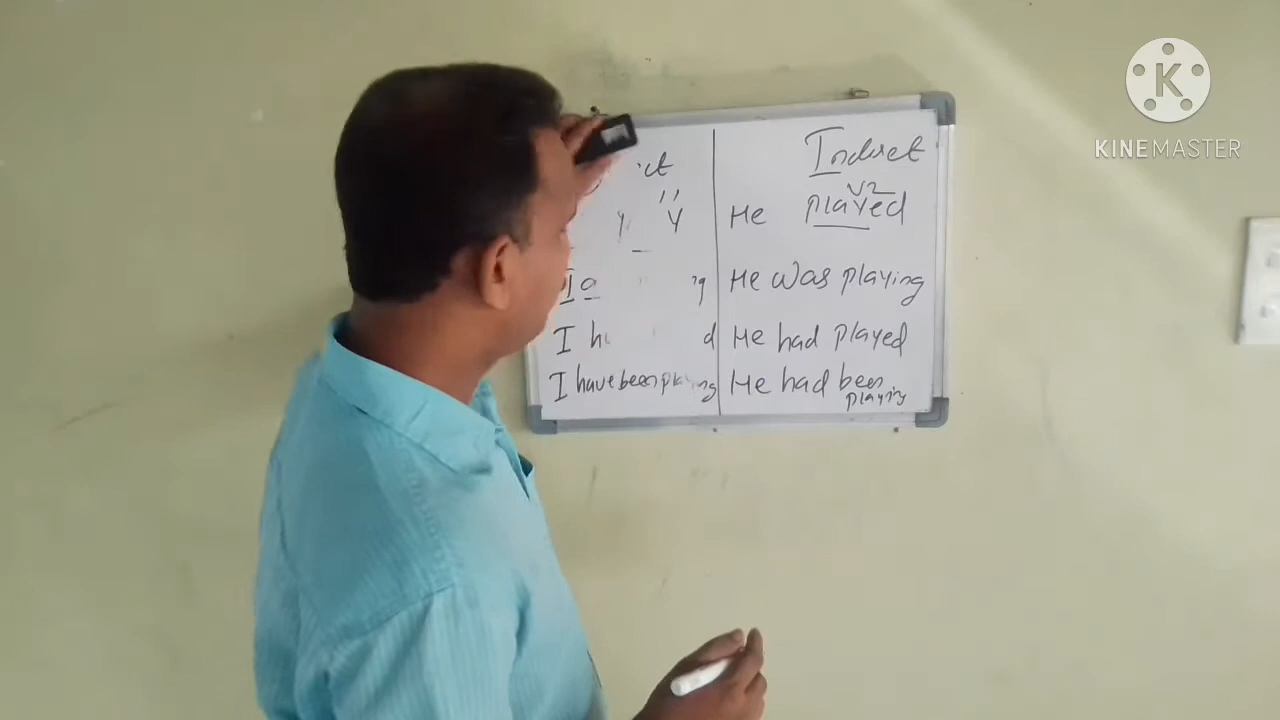 Indirect
V2
He played
He was playing
I d He had played
I have been playing He had been
playing
KINEMASTER